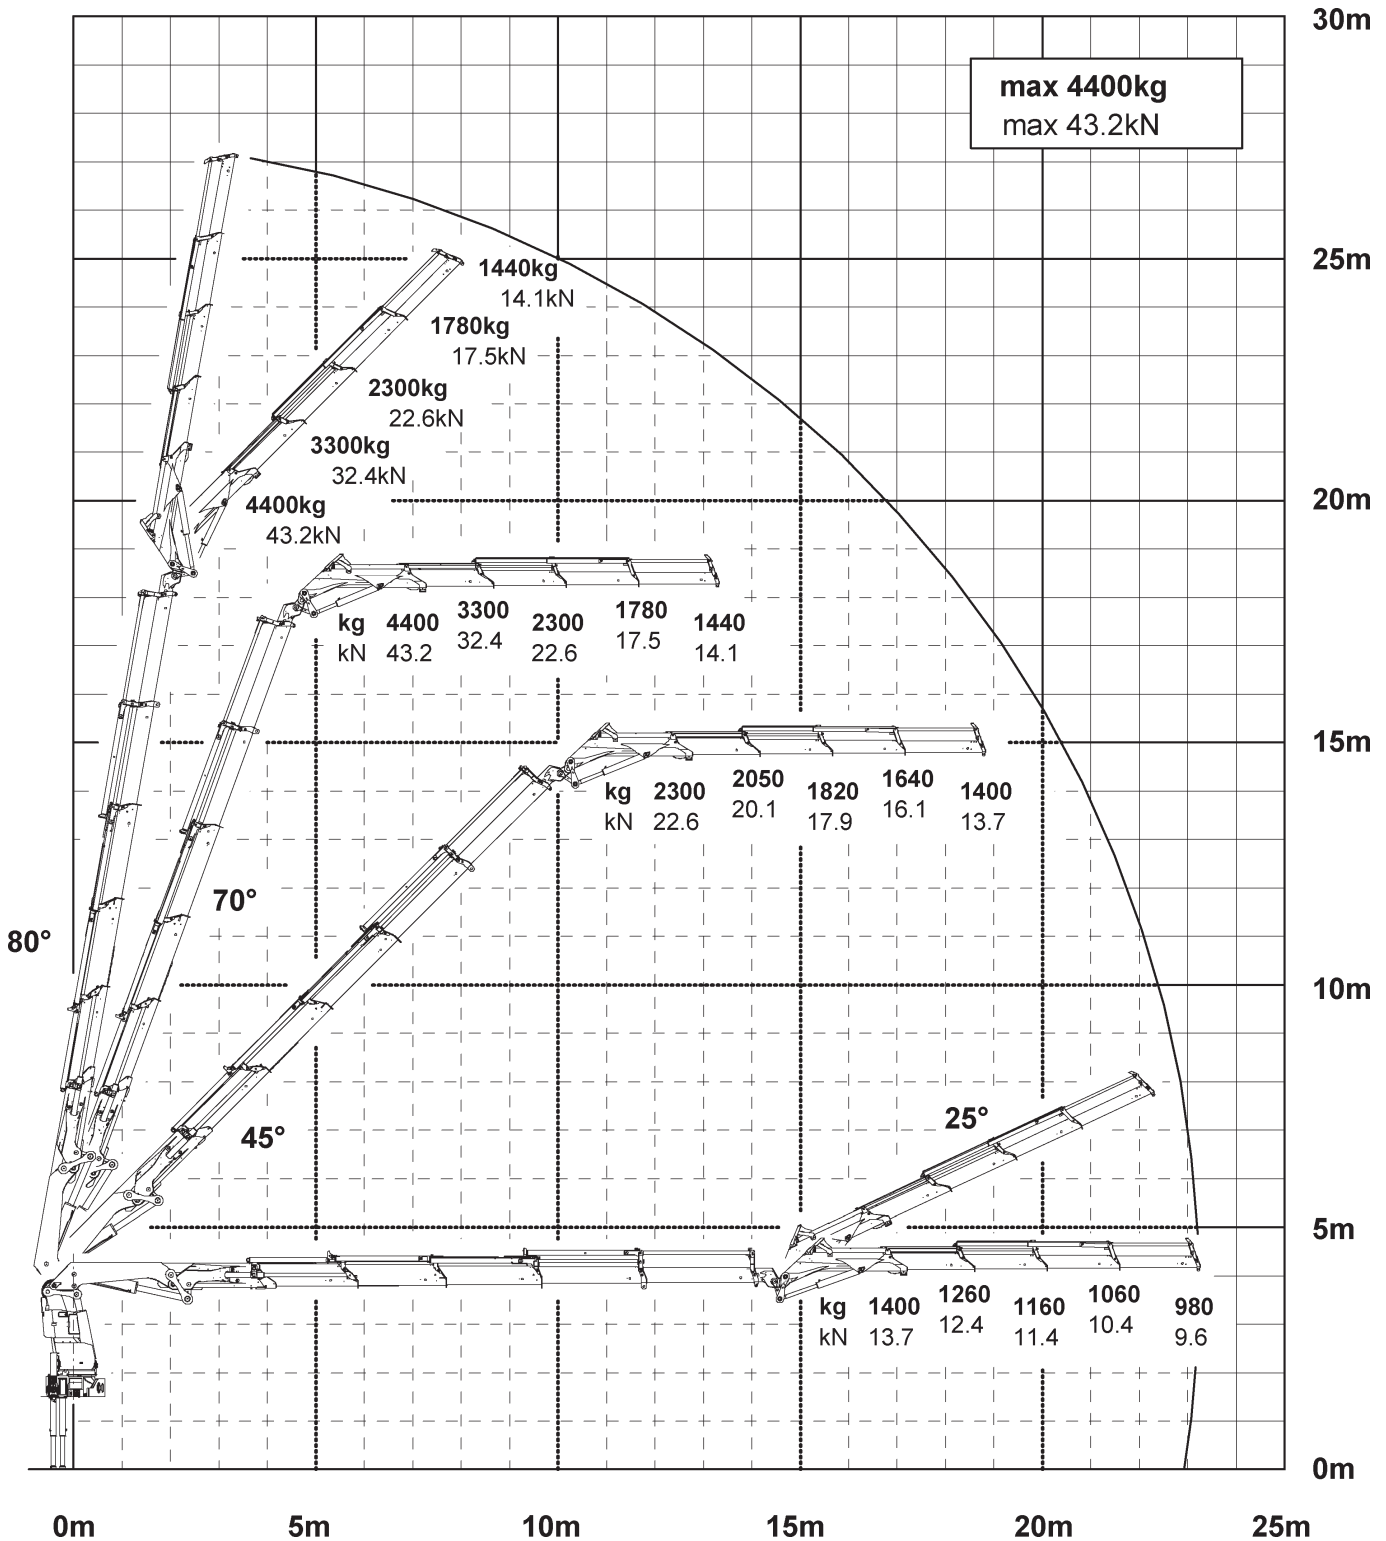 30m
max 4400kg
max 43.2kN
25m
1440kg
14.1kN
1780kg
17.5kN
2300kg
22.6kN
3300kg
32.4kN
20m
4400kg
43.2kN
kg 4400 3300 2300 1780 1440
kN 43.2 32.4 22.6 17.5 14.1
15m
kg 2300 2050 1820 1640 1400
kN 22.6 20.1 17.9 16.1 13.7
70°
80°
10m
45°
25°
5m
kg 1400 1260 1160 1060 980
kN 13.7 12.4 11.4 10.4 9.6
0m
0m 5m 10m 15m 20m 25m